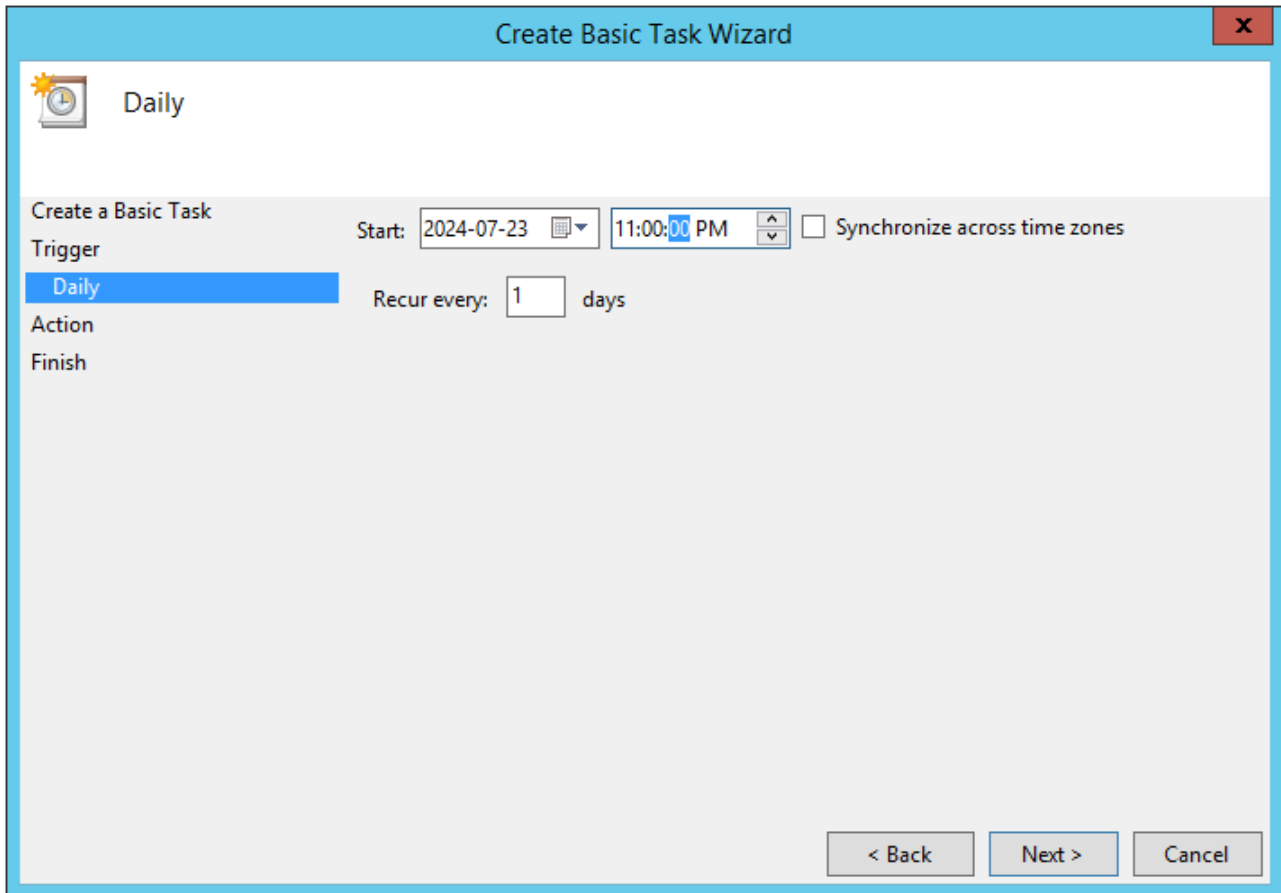 Create Basic Task Wizard
X
Daily
Create a Basic Task
Trigger
Daily
Action
Finish
Start: 2024-07-23 11:00:00 PM Synchronize across time zones
Recur every: 1 days
< Back Next > Cancel